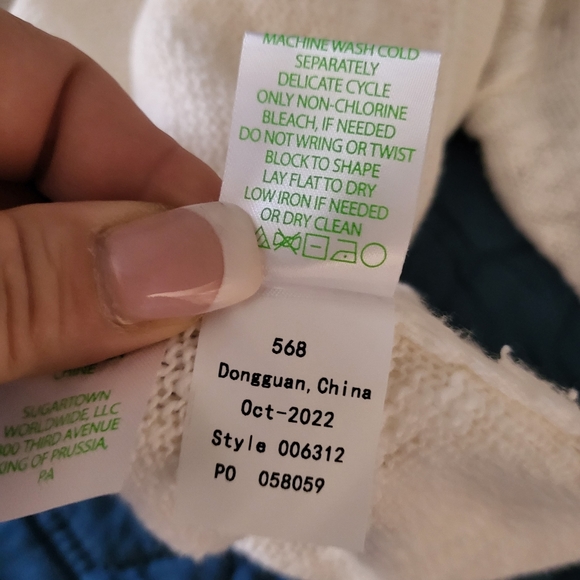 MACHINE WASH COLD
SEPARATELY
DELICATE CYCLE
ONLY NON-CHLORINE
BLEACH, IF NEEDED
DO NOT WRING OR TWIST
BLOCK TO SHAPE
LAY FLAT TO DRY
LOW IRON IF NEEDED
OR DRY CLEAN
568
Dongguan, China
Oct-2022
Style 006312
PO 058059
SUGARTOWN
WORLDWIDE, LLC
THIRD AVENUE
KING OF PRUSSIA,
PA